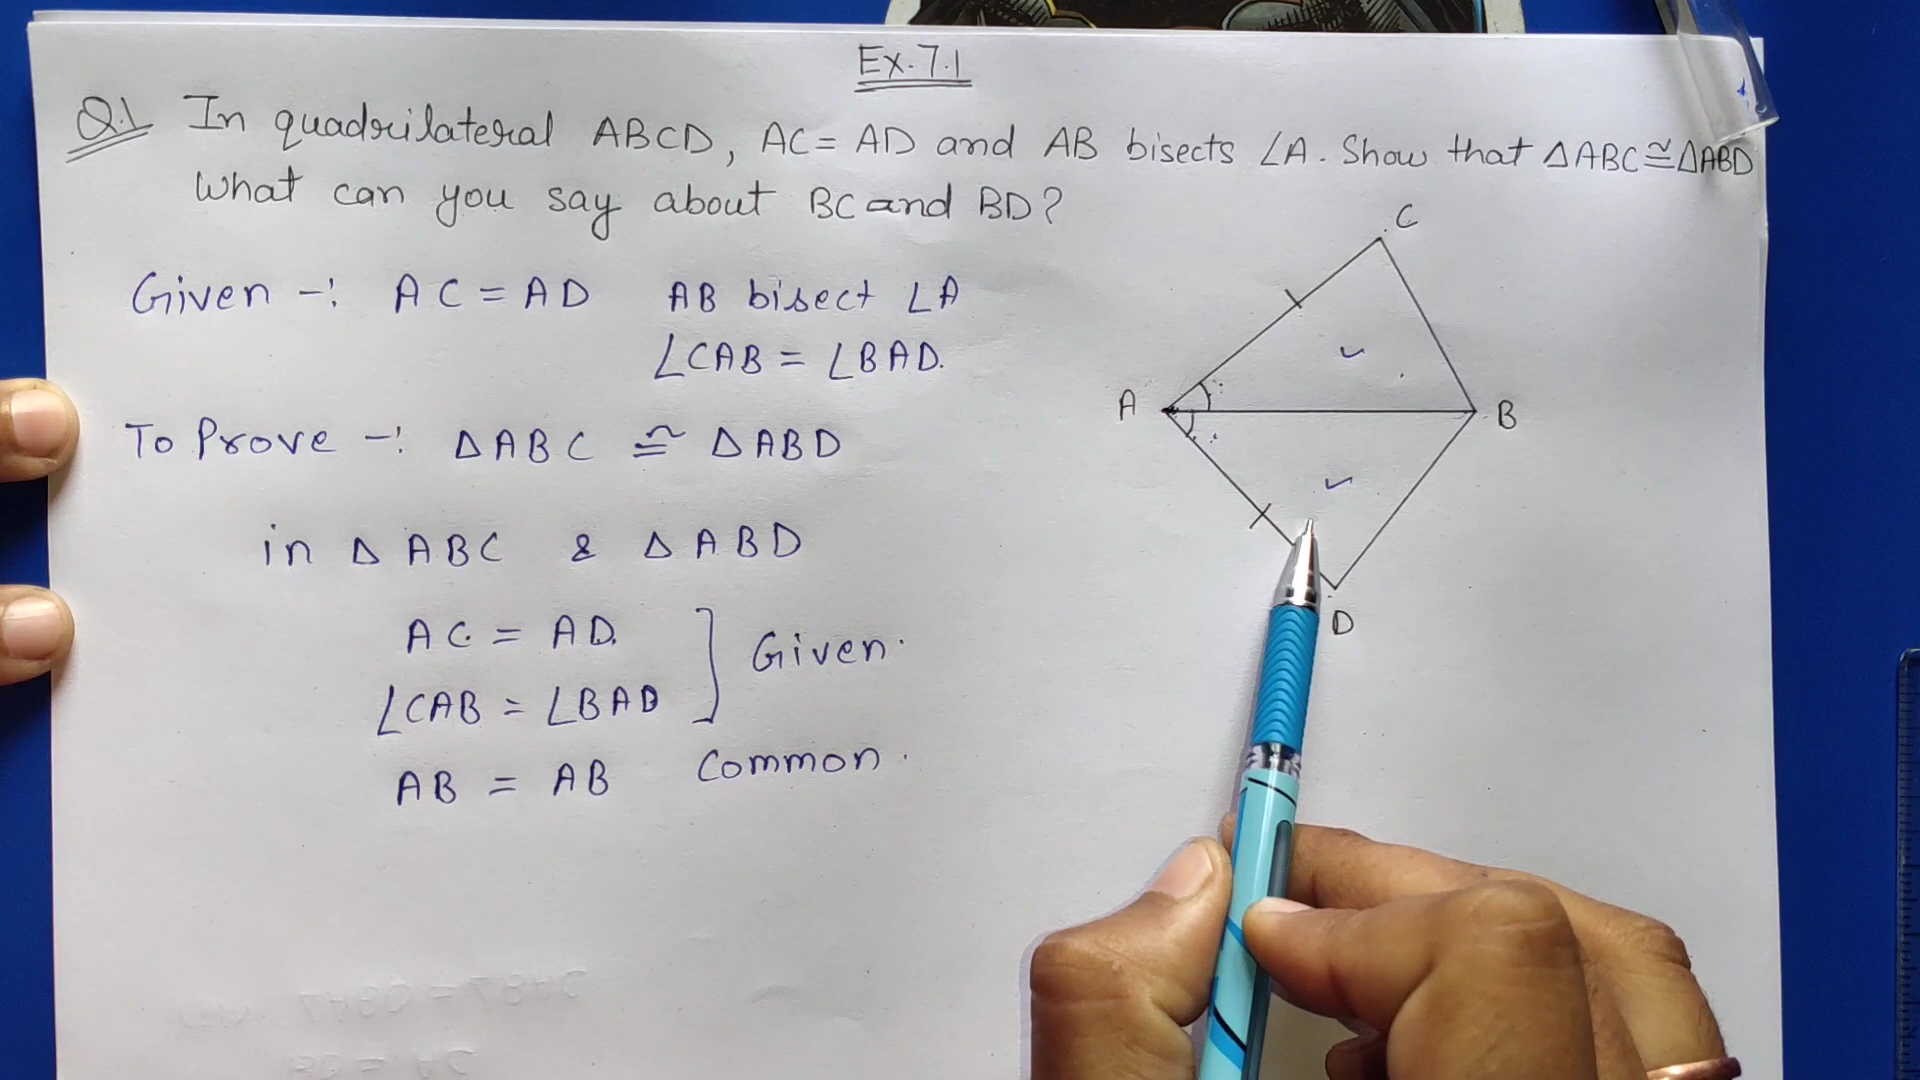 Ex.7.1
Q.1 In quadrilateral ABCD, AC = AD and AB bisects ∠A. Show that ΔABC ≅ ΔABD
What can you say about BC and BD?
Given -: AC = AD AB bisect ∠A
∠CAB = ∠BAD.
To Prove -: ΔABC ≅ ΔABD
in Δ ABC & Δ ABD
AC = AD.
∠CAB = ∠BAD ] Given.
AB = AB Common.
C
A
B
D